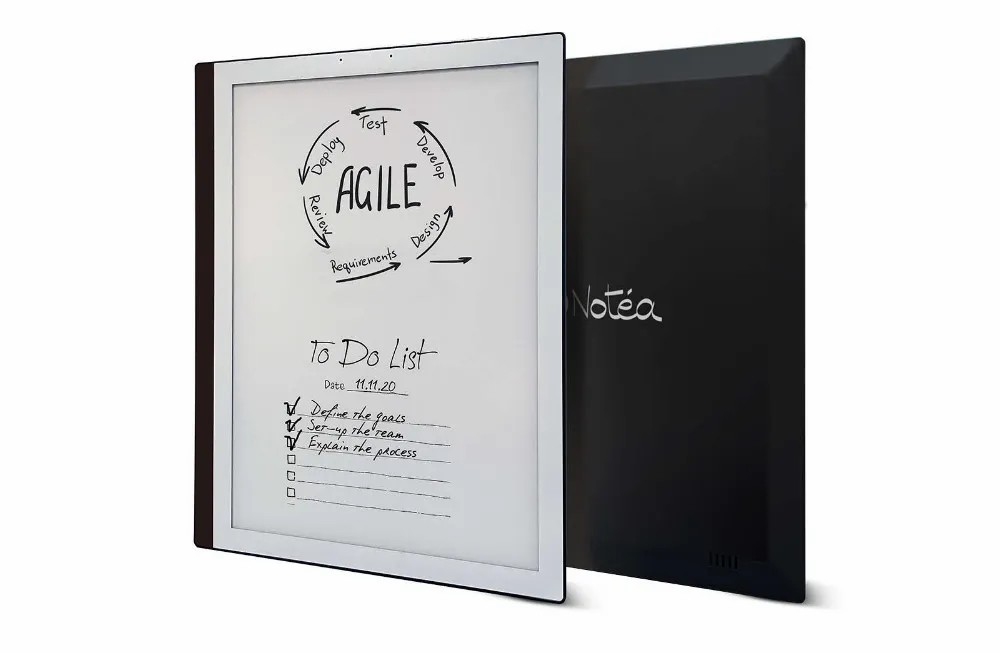 Test
Develop
Deploy
AGILE
Review
Design
Requirements
To Do List
Date 11.11.20
Define the goals
Set-up the team
Explain the process
Notéa